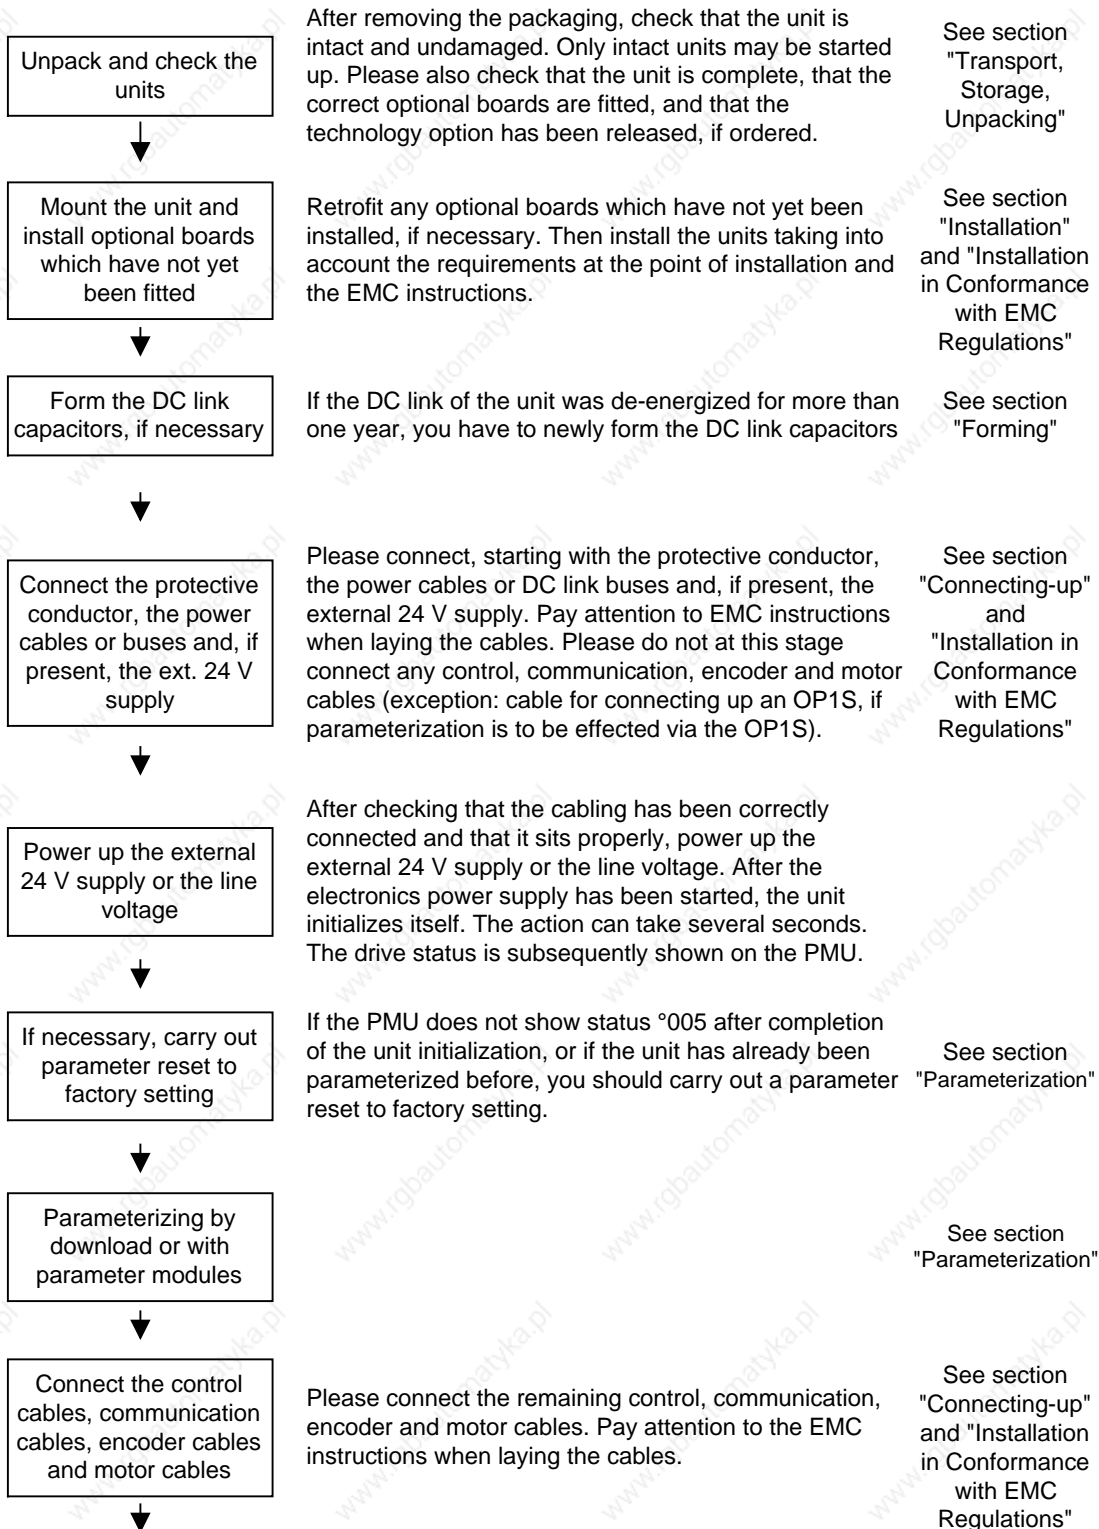 Unpack and check the
units
After removing the packaging, check that the unit is
intact and undamaged. Only intact units may be started
up. Please also check that the unit is complete, that the
correct optional boards are fitted, and that the
technology option has been released, if ordered.
See section
"Transport,
Storage,
Unpacking"
Mount the unit and
install optional boards
which have not yet
been fitted
Retrofit any optional boards which have not yet been
installed, if necessary. Then install the units taking into
account the requirements at the point of installation and
the EMC instructions.
See section
"Installation"
and "Installation
in Conformance
with EMC
Regulations"
Form the DC link
capacitors, if necessary
If the DC link of the unit was de-energized for more than
one year, you have to newly form the DC link capacitors
See section
"Forming"
Connect the protective
conductor, the power
cables or buses and, if
present, the ext. 24 V
supply
Please connect, starting with the protective conductor,
the power cables or DC link buses and, if present, the
external 24 V supply. Pay attention to EMC instructions
when laying the cables. Please do not at this stage
connect any control, communication, encoder and motor
cables (exception: cable for connecting up an OP1S, if
parameterization is to be effected via the OP1S).
See section
"Connecting-up"
and
"Installation in
Conformance
with EMC
Regulations"
Power up the external
24 V supply or the line
voltage
After checking that the cabling has been correctly
connected and that it sits properly, power up the
external 24 V supply or the line voltage. After the
electronics power supply has been started, the unit
initializes itself. The action can take several seconds.
The drive status is subsequently shown on the PMU.
If necessary, carry out
parameter reset to
factory setting
If the PMU does not show status °005 after completion
of the unit initialization, or if the unit has already been
parameterized before, you should carry out a parameter
reset to factory setting.
See section
"Parameterization"
Parameterizing by
download or with
parameter modules
See section
"Parameterization"
Connect the control
cables, communication
cables, encoder cables
and motor cables
Please connect the remaining control, communication,
encoder and motor cables. Pay attention to the EMC
instructions when laying the cables.
See section
"Connecting-up"
and "Installation
in Conformance
with EMC
Regulations"
www.rgbautomatyka.pl